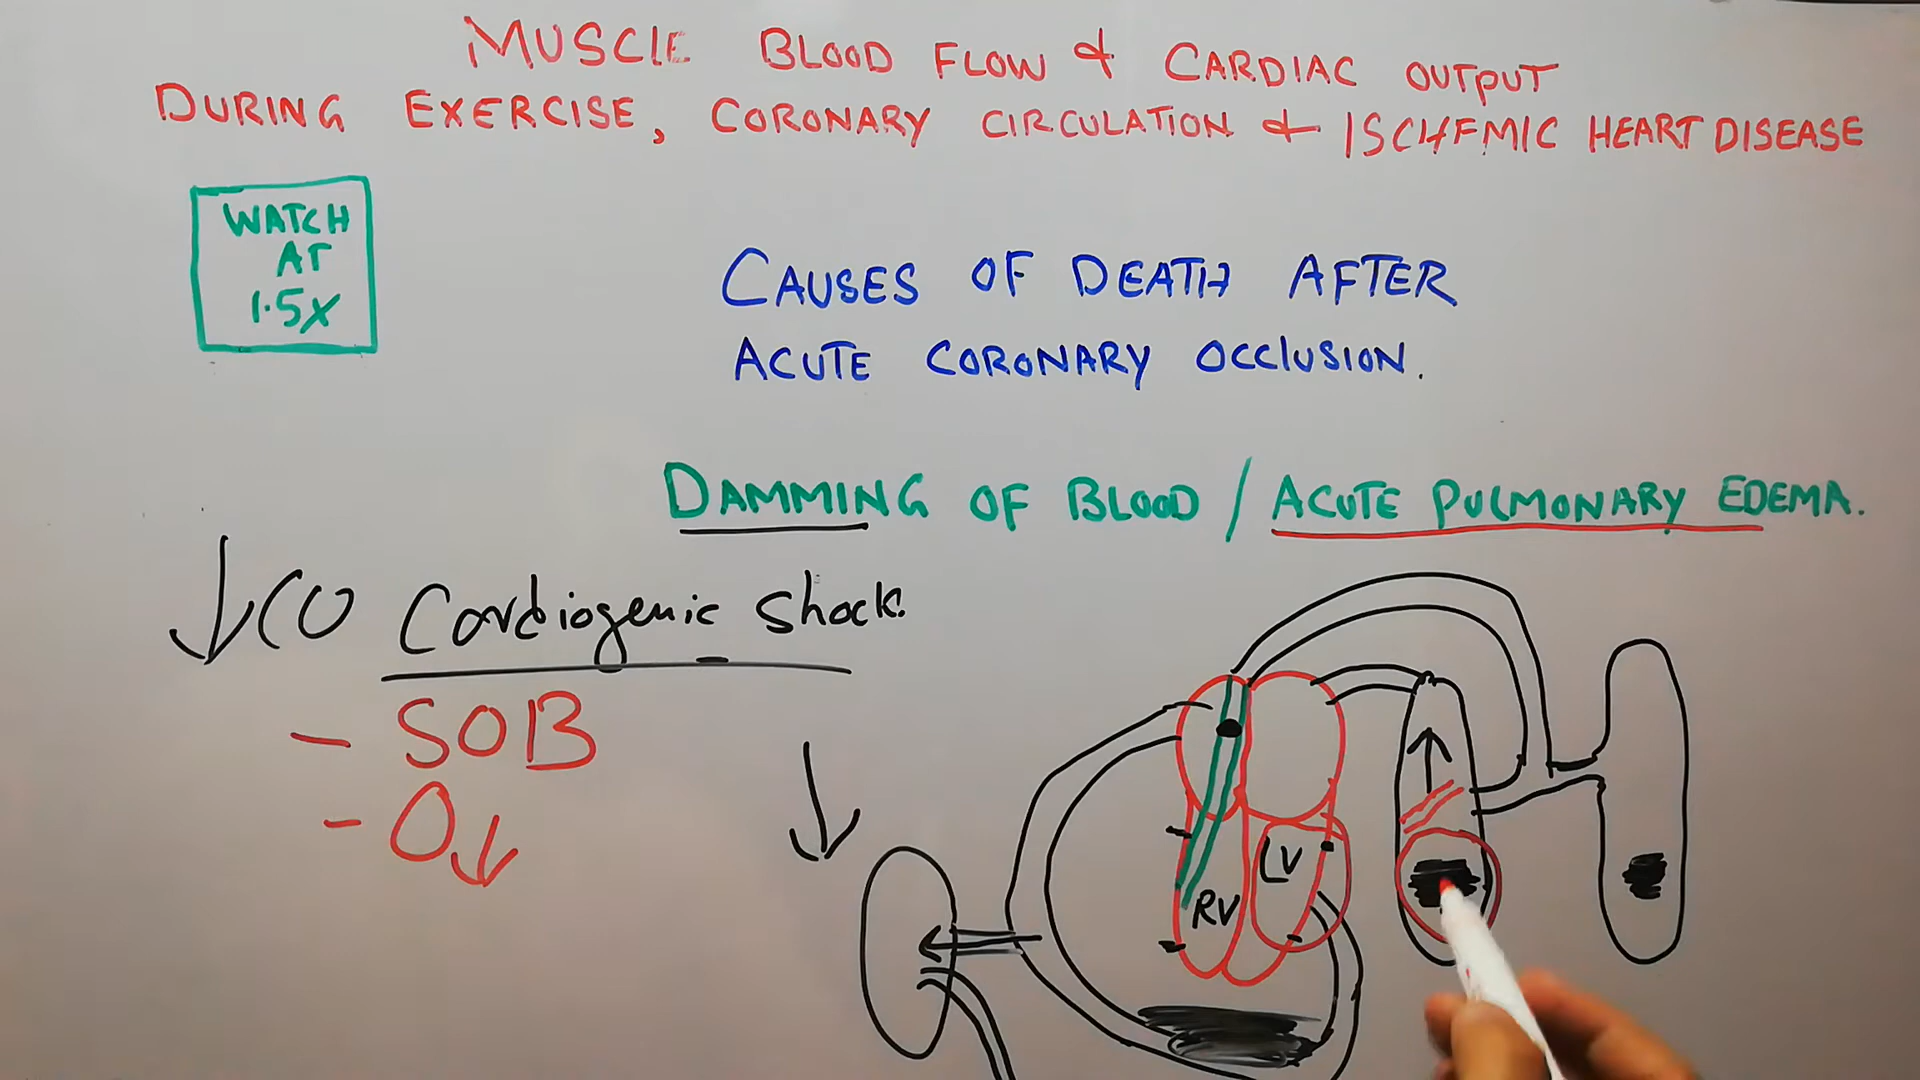 MUSCLE BLOOD FLOW & CARDIAC OUTPUT
DURING EXERCISE, CORONARY CIRCULATION & ISCHEMIC HEART DISEASE
WATCH
AT
1.5X
CAUSES OF DEATH AFTER
ACUTE CORONARY OCCLUSION.
DAMMING OF BLOOD / ACUTE PULMONARY EDEMA.
↓CO Cardiogenic shock.
- SOB
- O↓
LV
RV